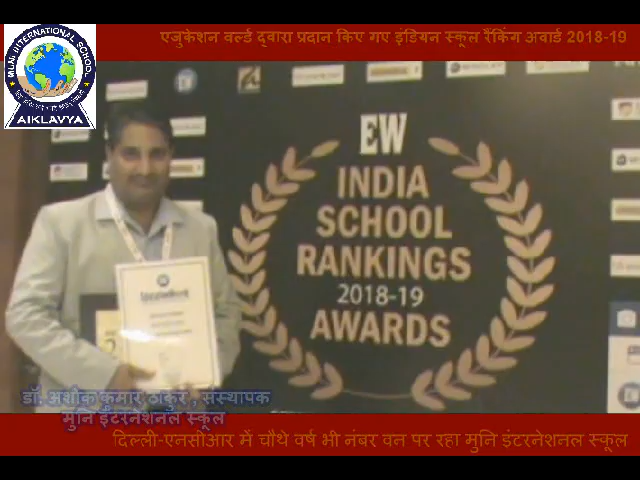 एजुकेशन वर्ल्ड द्वारा प्रदान किए गए इंडियन स्कूल रैंकिंग अवार्ड 2018-19
MUNI INTERNATIONAL SCHOOL
AIKLAVYA
EW
INDIA
SCHOOL
RANKINGS
2018-19
AWARDS
डॉ. अशोक कुमार ठाकुर , संस्थापक
मुनि इंटरनेशनल स्कूल
दिल्ली-एनसीआर में चौथे वर्ष भी नंबर वन पर रहा मुनि इंटरनेशनल स्कूल